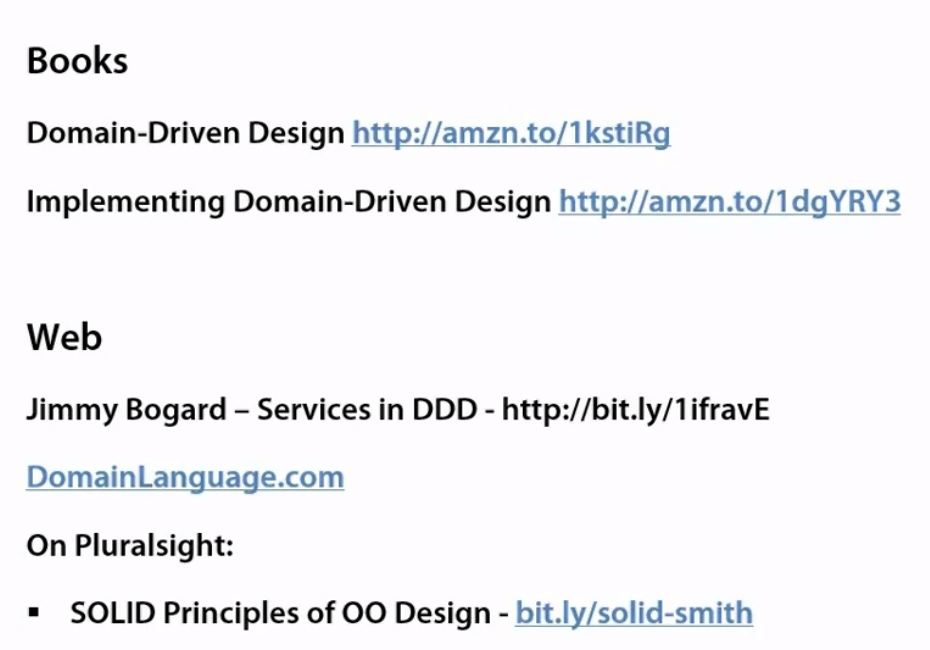 Books
Domain-Driven Design http://amzn.to/1kstiRg
Implementing Domain-Driven Design http://amzn.to/1dgYRY3
Web
Jimmy Bogard – Services in DDD - http://bit.ly/1ifravE
DomainLanguage.com
On Pluralsight:
▪ SOLID Principles of OO Design - bit.ly/solid-smith